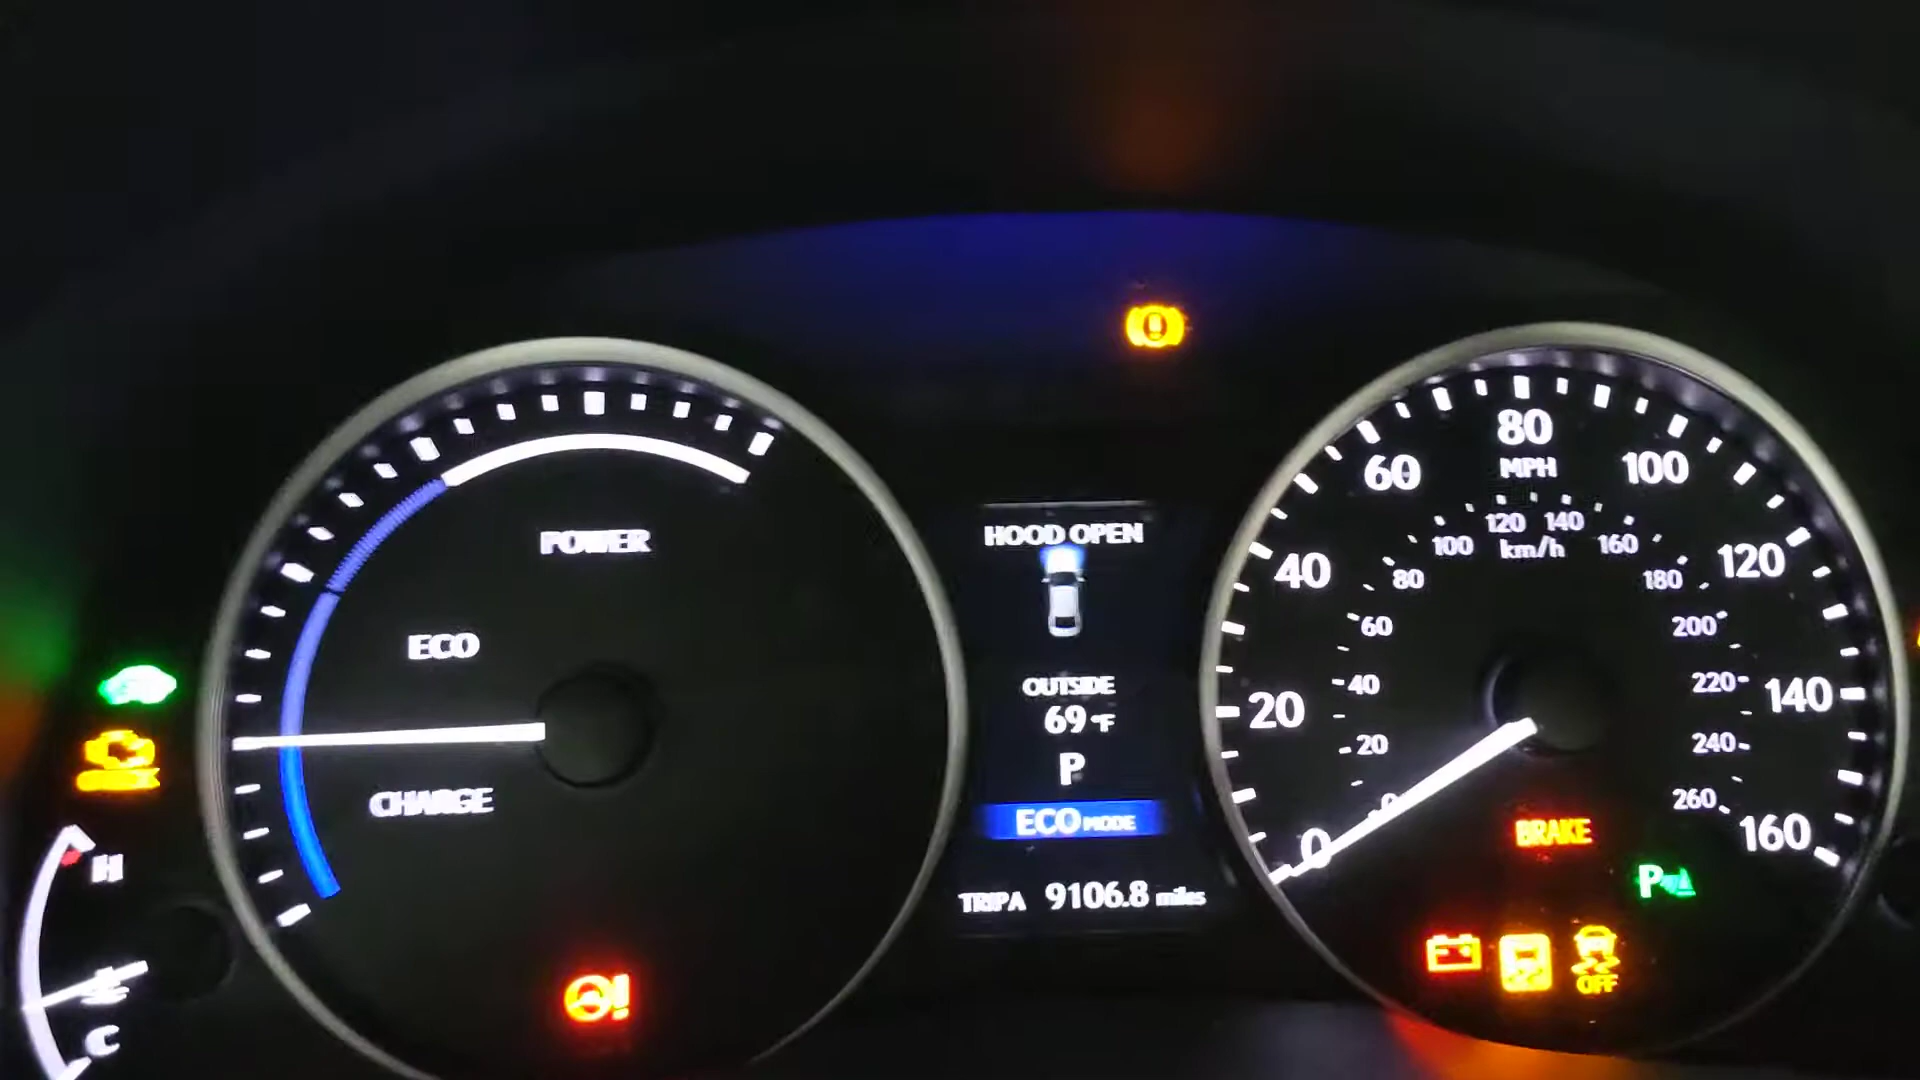 POWER
ECO
CHARGE
H
C
HOOD OPEN
OUTSIDE
69°F
P
ECO MODE
TRIP A 9106.8 miles
0 20 40 60 80 100 120 140 160
MPH
0 20 40 60 80 100 120 140 160 180 200 220 240 260
km/h
BRAKE
P
OFF